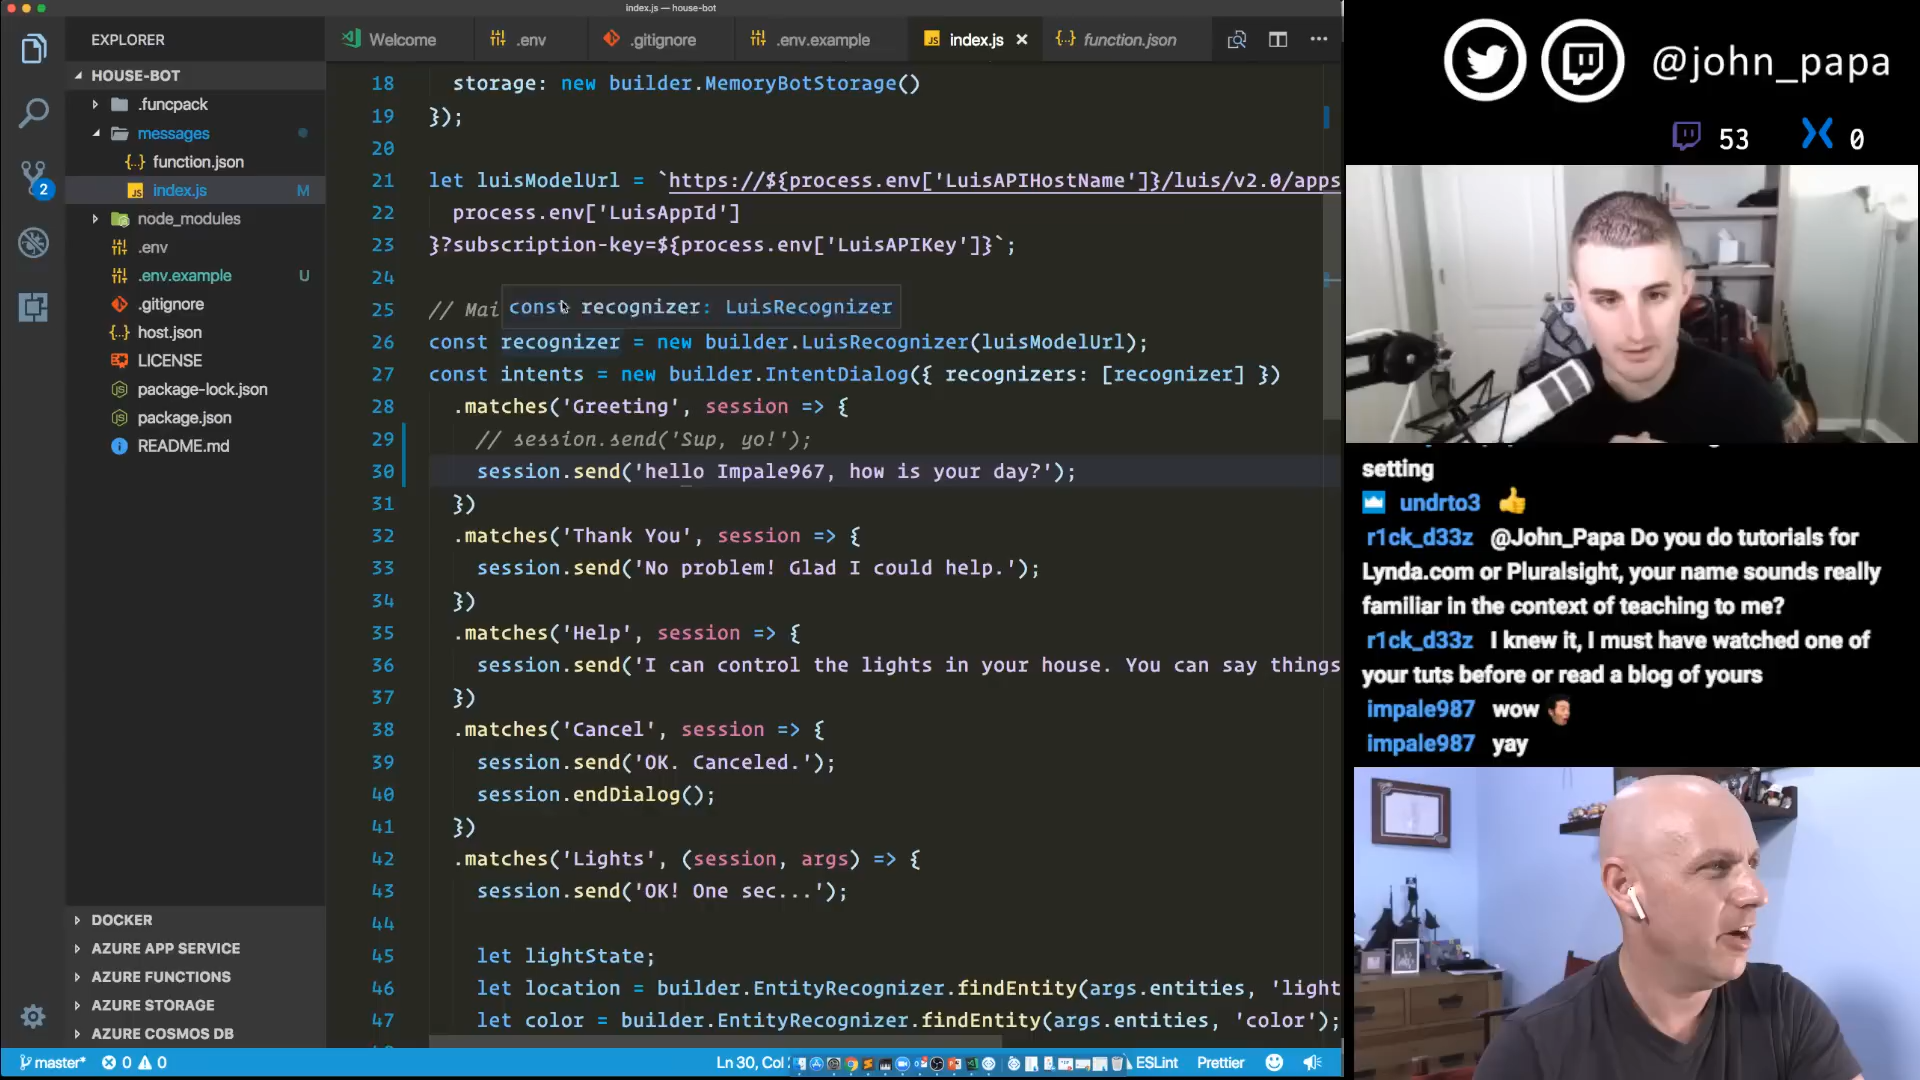 index.js — house-bot
EXPLORER
HOUSE-BOT
.funcpack
messages
function.json
index.js M
node_modules
.env
.env.example U
.gitignore
host.json
LICENSE
package-lock.json
package.json
README.md
DOCKER
AZURE APP SERVICE
AZURE FUNCTIONS
AZURE STORAGE
AZURE COSMOS DB
2
Welcome .env .gitignore .env.example index.js function.json
18 storage: new builder.MemoryBotStorage()
19 });
20
21 let luisModelUrl = `https://${process.env['LuisAPIHostName']}/luis/v2.0/apps
22 process.env['LuisAppId']
23 }?subscription-key=${process.env['LuisAPIKey']}`;
24
25 // Mai
const recognizer: LuisRecognizer
26 const recognizer = new builder.LuisRecognizer(luisModelUrl);
27 const intents = new builder.IntentDialog({ recognizers: [recognizer] })
28 .matches('Greeting', session => {
29 // session.send('Sup, yo!');
30 session.send('hello Impale967, how is your day?');
31 })
32 .matches('Thank You', session => {
33 session.send('No problem! Glad I could help.');
34 })
35 .matches('Help', session => {
36 session.send('I can control the lights in your house. You can say things
37 })
38 .matches('Cancel', session => {
39 session.send('OK. Canceled.');
40 session.endDialog();
41 })
42 .matches('Lights', (session, args) => {
43 session.send('OK! One sec...');
44
45 let lightState;
46 let location = builder.EntityRecognizer.findEntity(args.entities, 'light
47 let color = builder.EntityRecognizer.findEntity(args.entities, 'color');
master* 0 0 Ln 30, Col ESLint Prettier
@john_papa
53 0
setting
undrto3
r1ck_d33z @John_Papa Do you do tutorials for
Lynda.com or Pluralsight, your name sounds really
familiar in the context of teaching to me?
r1ck_d33z I knew it, I must have watched one of
your tuts before or read a blog of yours
impale987 wow
impale987 yay